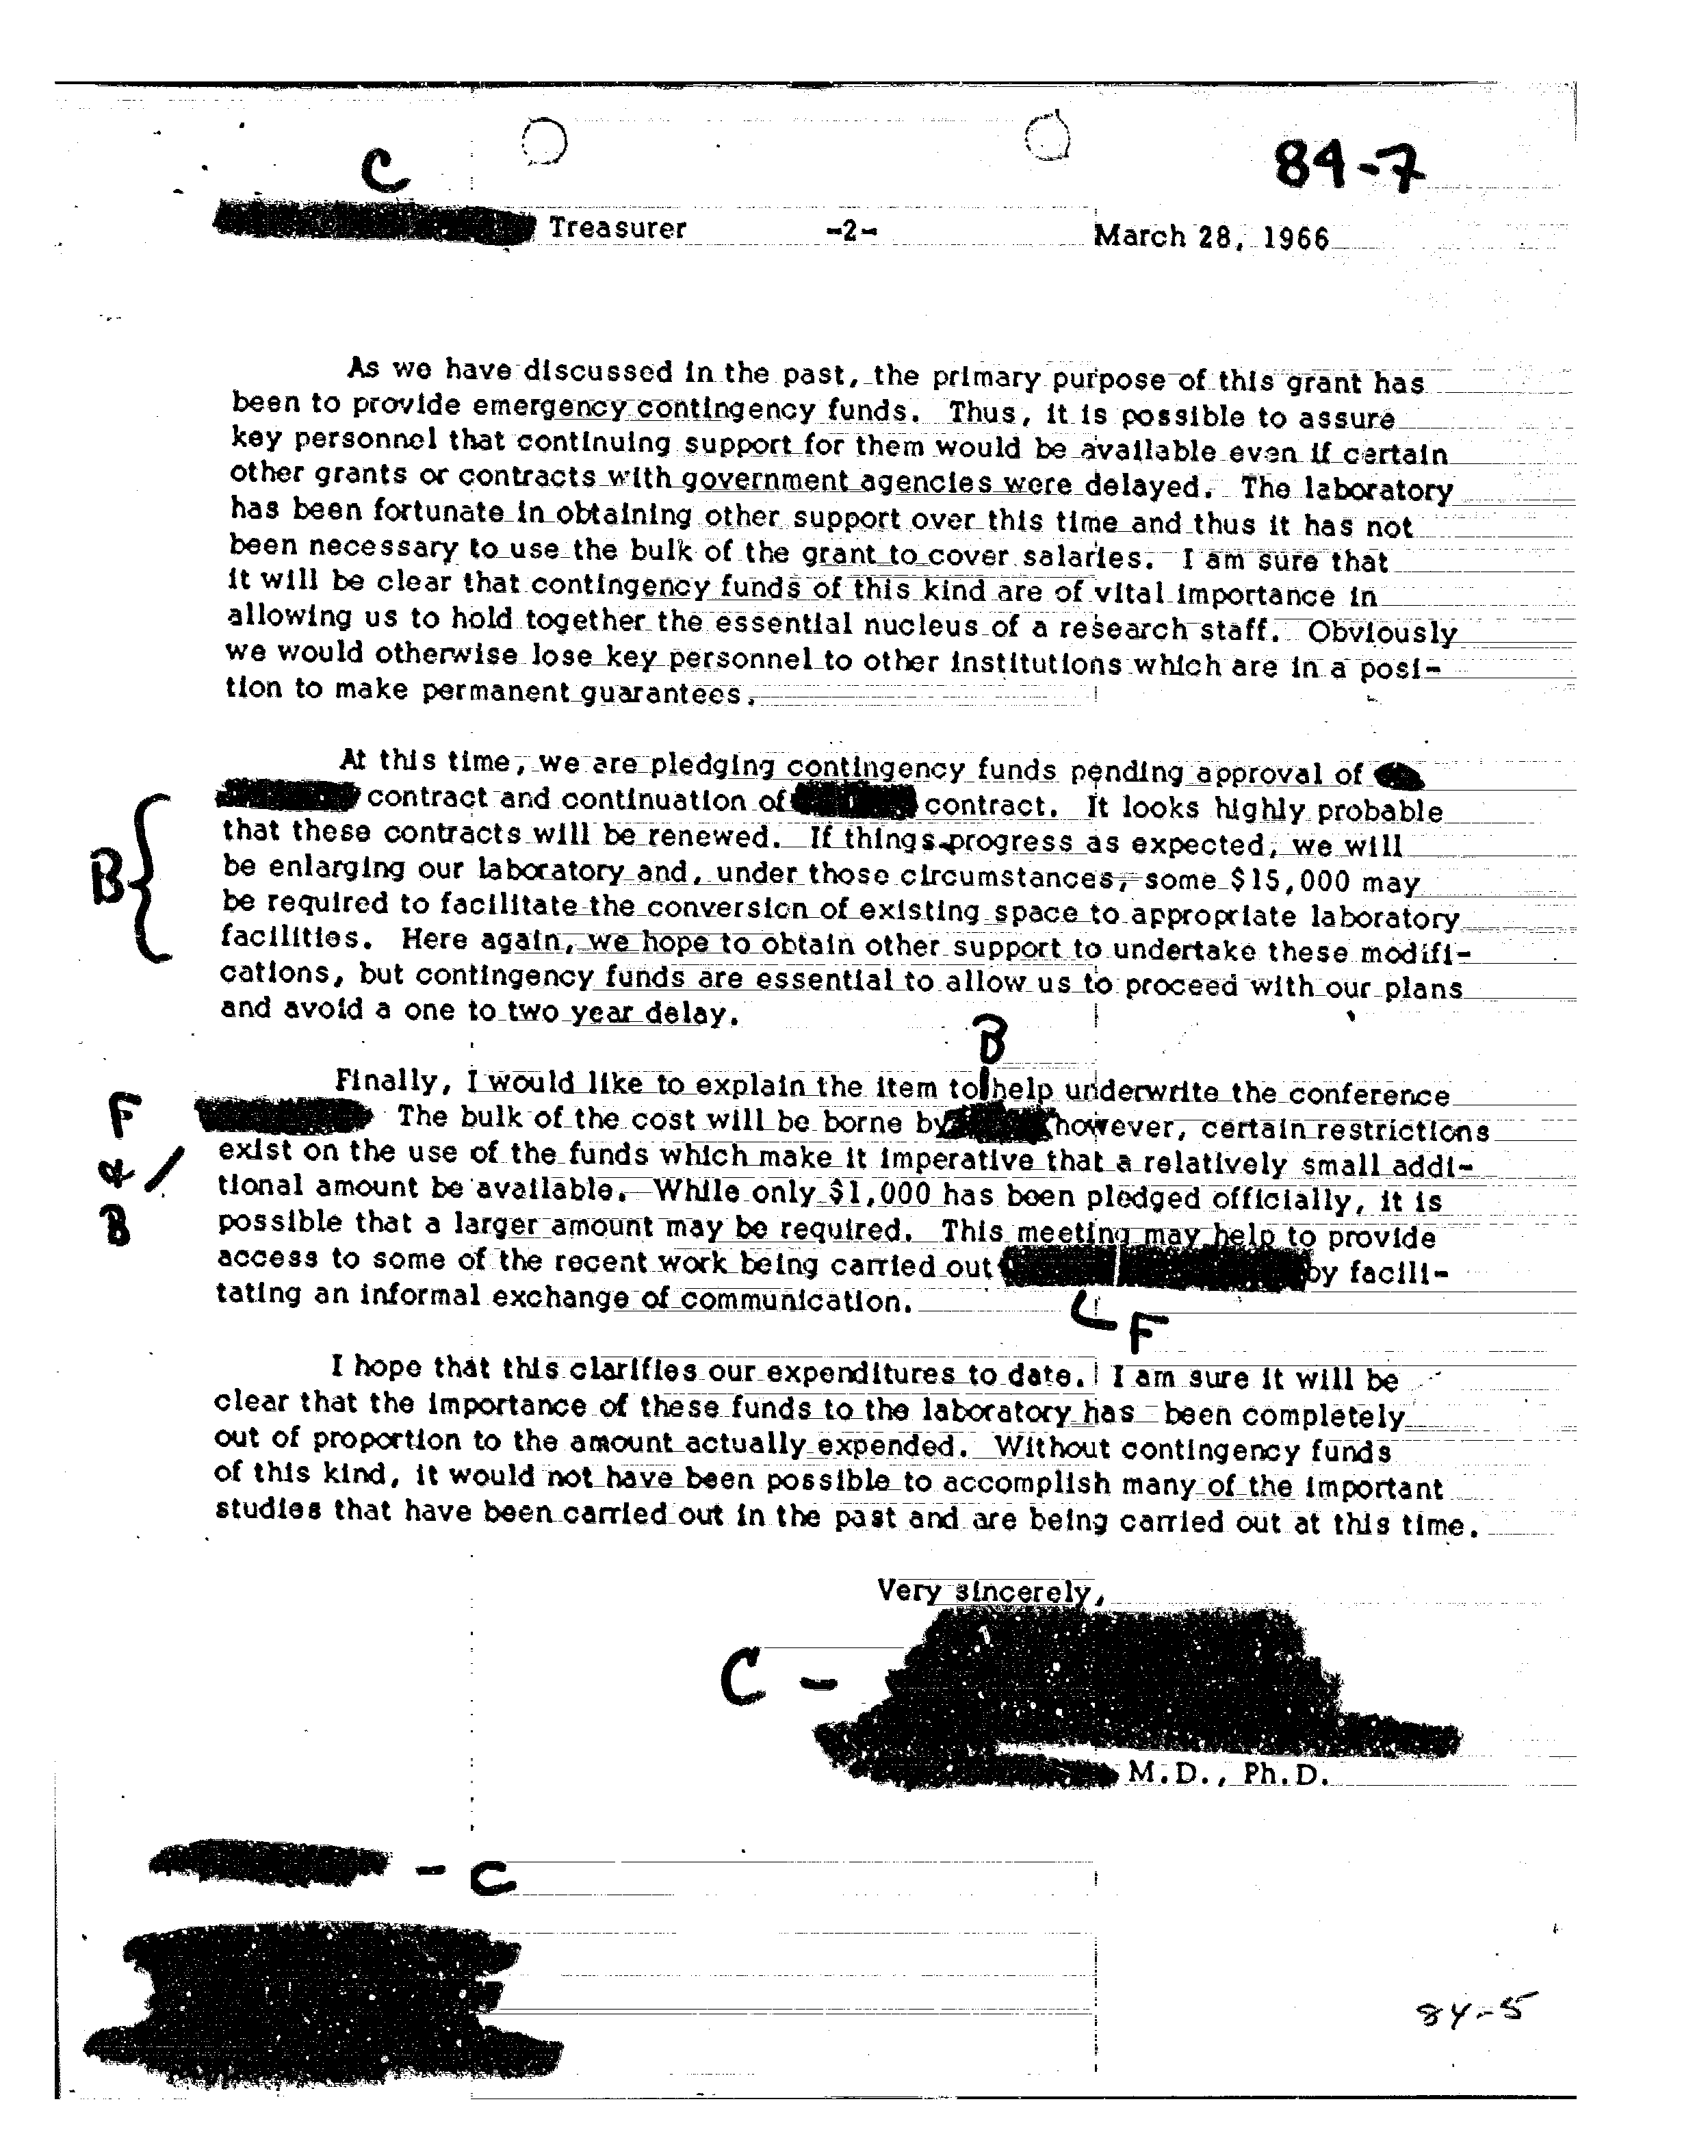 C
84-7
Treasurer -2- March 28, 1966
As we have discussed in the past, the primary purpose of this grant has
been to provide emergency contingency funds. Thus, it is possible to assure
key personnel that continuing support for them would be available even if certain
other grants or contracts with government agencies were delayed. The laboratory
has been fortunate in obtaining other support over this time and thus it has not
been necessary to use the bulk of the grant to cover salaries. I am sure that
it will be clear that contingency funds of this kind are of vital importance in
allowing us to hold together the essential nucleus of a research staff. Obviously
we would otherwise lose key personnel to other institutions which are in a posi-
tion to make permanent guarantees.
At this time, we are pledging contingency funds pending approval of
contract and continuation of contract. It looks highly probable
that these contracts will be renewed. If things progress as expected, we will
B
be enlarging our laboratory and, under those circumstances, some $15,000 may
be required to facilitate the conversion of existing space to appropriate laboratory
facilities. Here again, we hope to obtain other support to undertake these modifi-
cations, but contingency funds are essential to allow us to proceed with our plans
and avoid a one to two year delay.
B
Finally, I would like to explain the item to help underwrite the conference
F
The bulk of the cost will be borne by however, certain restrictions
exist on the use of the funds which make it imperative that a relatively small addi-
&
tional amount be available. While only $1,000 has been pledged officially, it is
B
possible that a larger amount may be required. This meeting may help to provide
access to some of the recent work being carried out by facili-
tating an informal exchange of communication.
F
I hope that this clarifies our expenditures to date. I am sure it will be
clear that the importance of these funds to the laboratory has been completely
out of proportion to the amount actually expended. Without contingency funds
of this kind, it would not have been possible to accomplish many of the important
studies that have been carried out in the past and are being carried out at this time.
Very sincerely,
C -
M.D., Ph.D.
- C
84-5